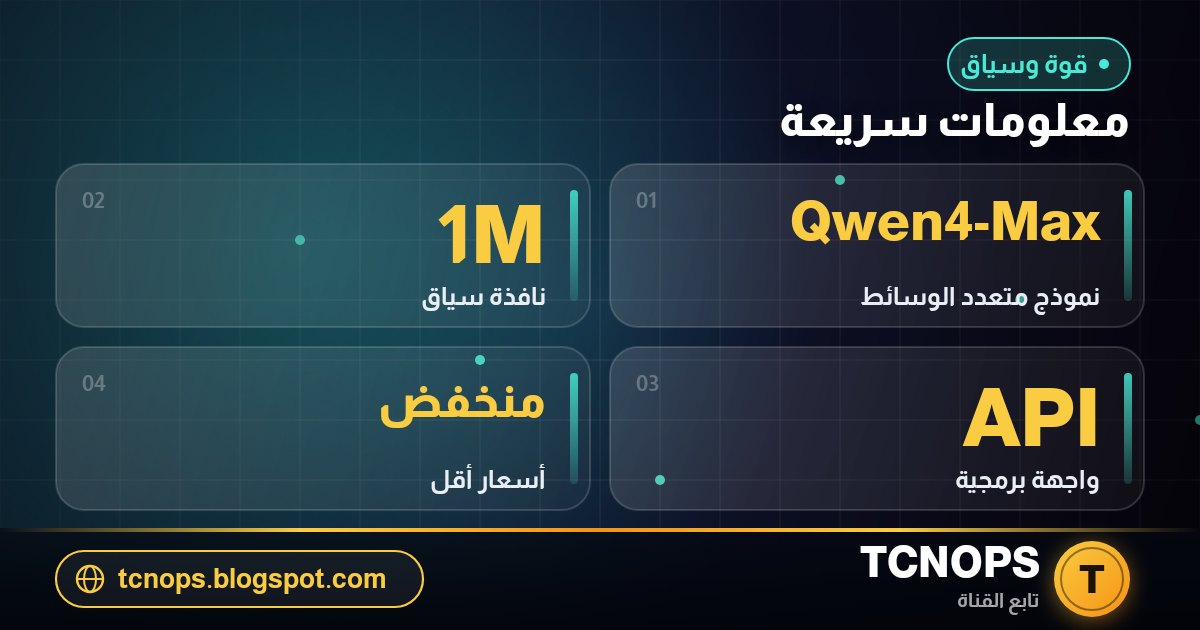 قوة وسياق
معلومات سريعة
01
Qwen4-Max
نموذج متعدد الوسائط
02
1M
نافذة سياق
03
API
واجهة برمجية
04
منخفض
أسعار أقل
T
TCNOPS
تابع القناة
tcnops.blogspot.com